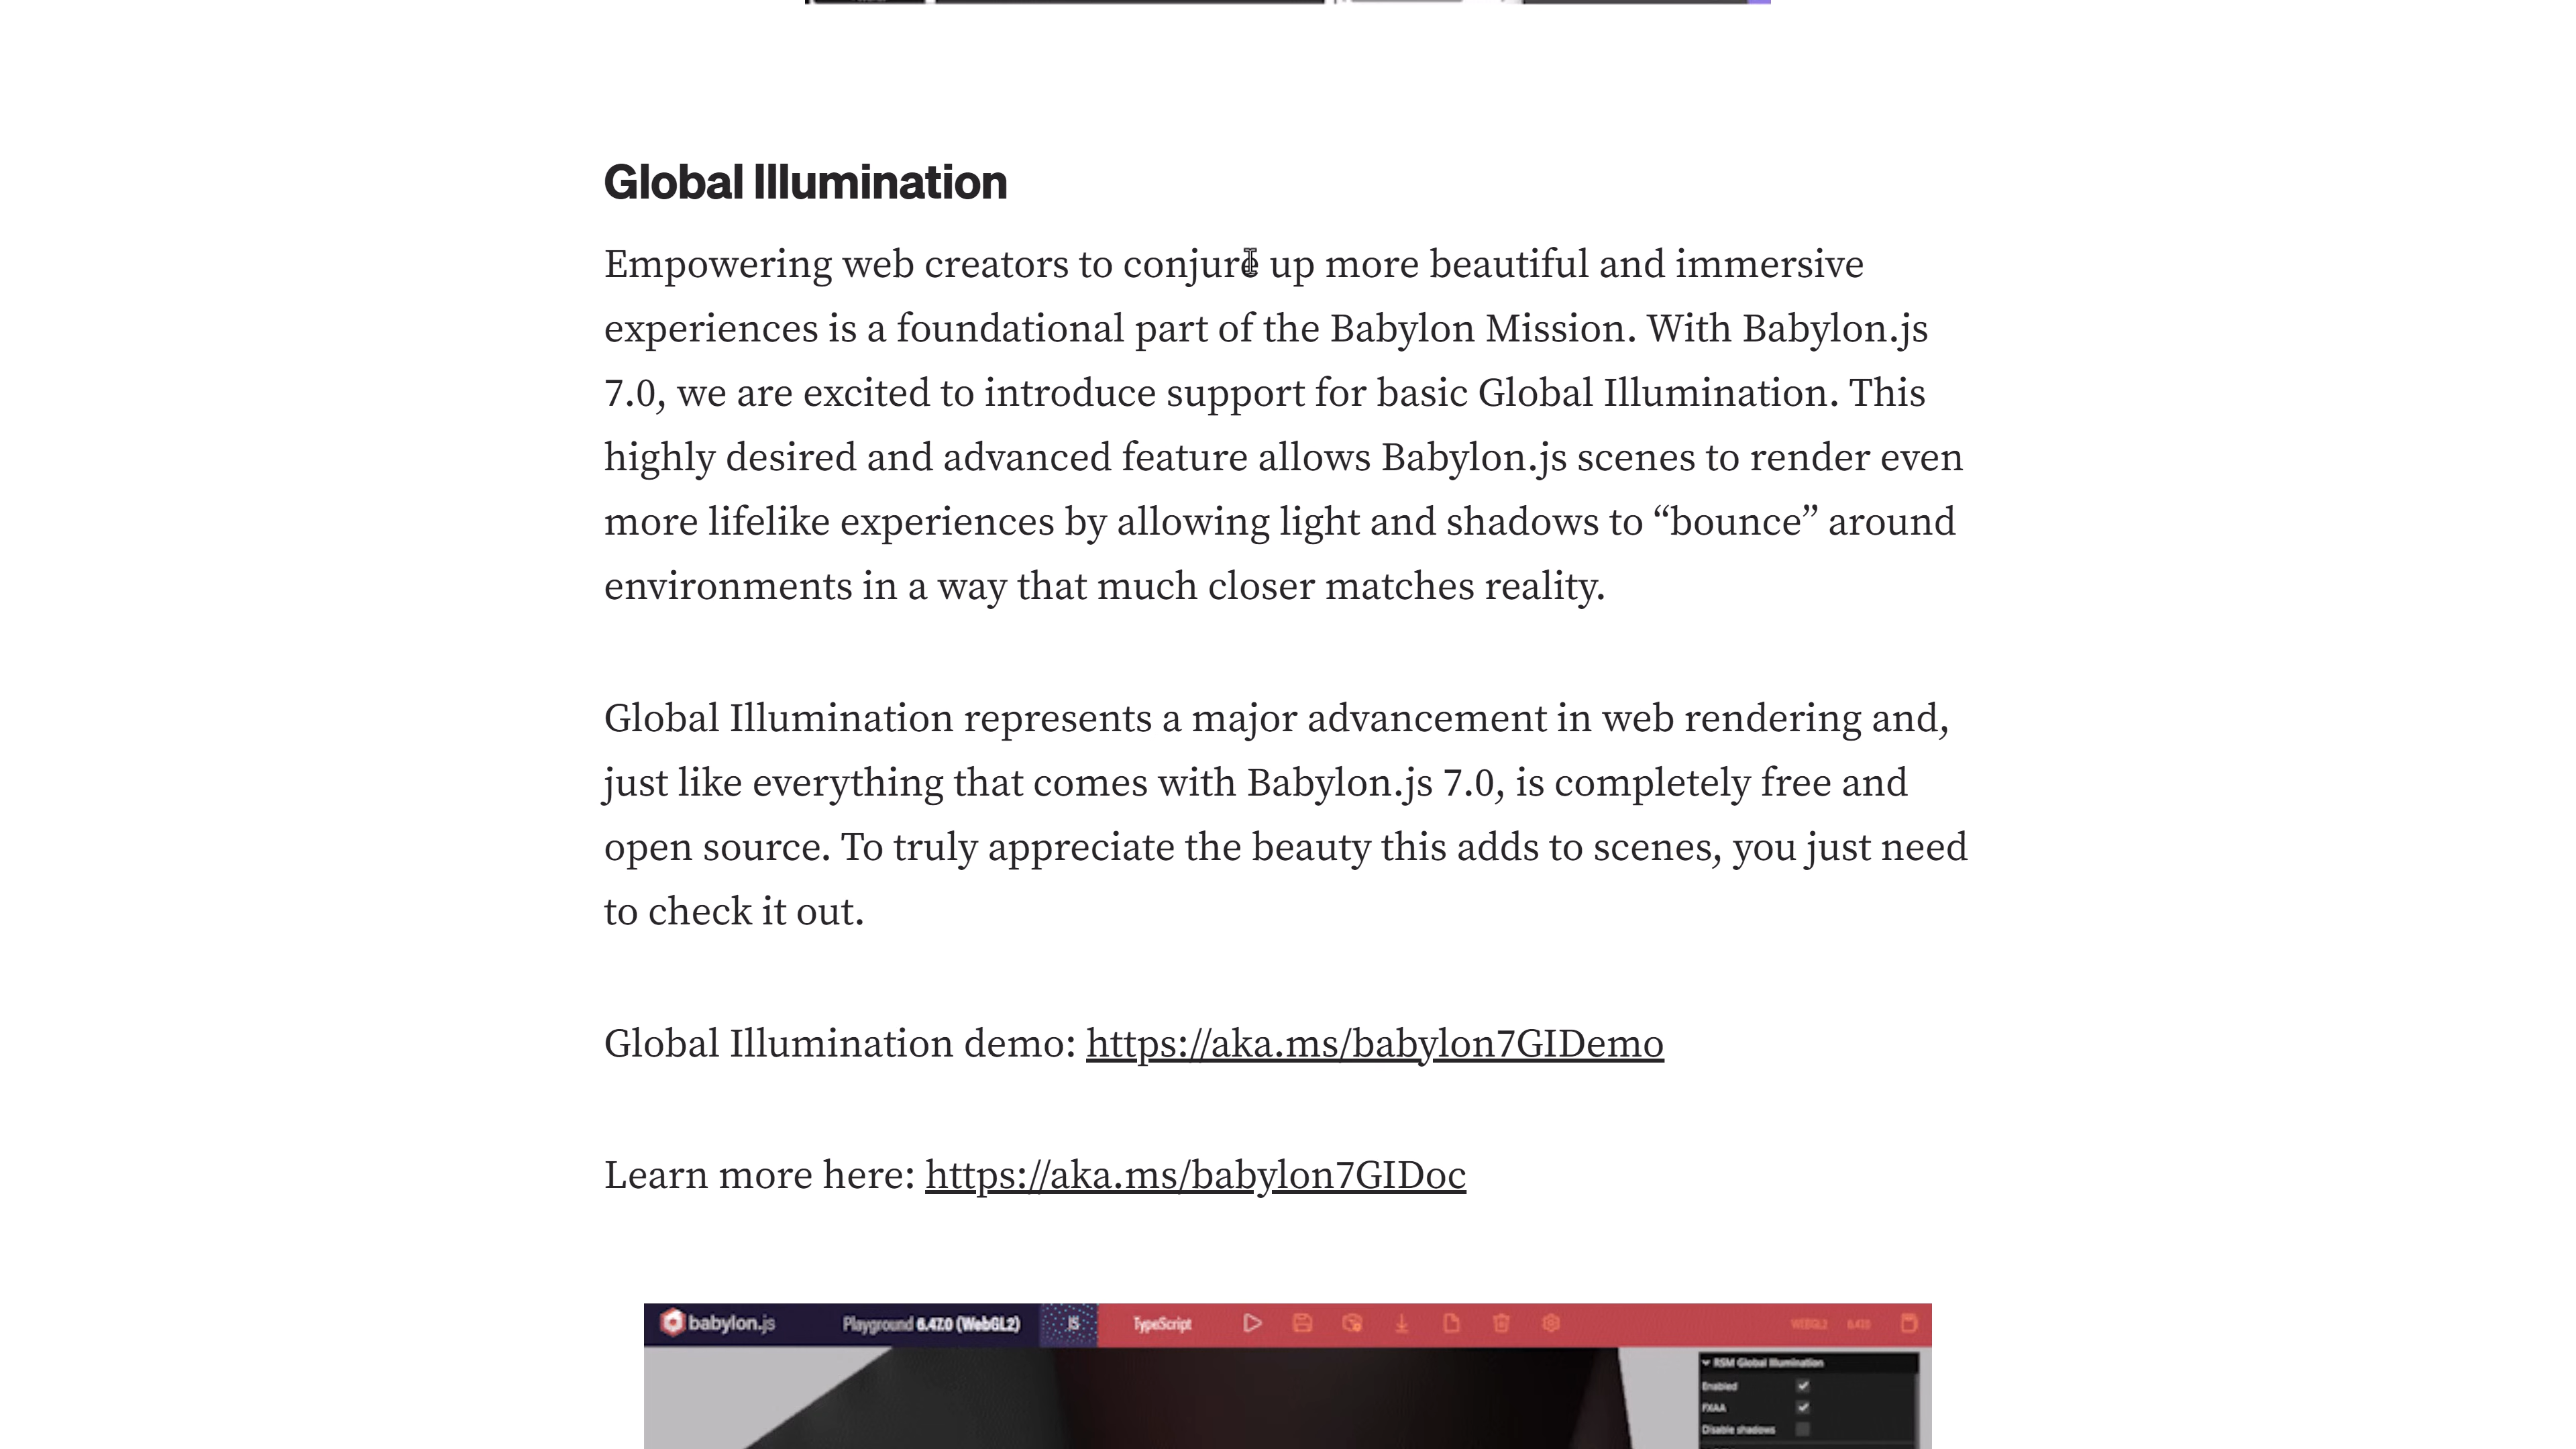 Global Illumination
Empowering web creators to conjure up more beautiful and immersive
experiences is a foundational part of the Babylon Mission. With Babylon.js
7.0, we are excited to introduce support for basic Global Illumination. This
highly desired and advanced feature allows Babylon.js scenes to render even
more lifelike experiences by allowing light and shadows to “bounce” around
environments in a way that much closer matches reality.
Global Illumination represents a major advancement in web rendering and,
just like everything that comes with Babylon.js 7.0, is completely free and
open source. To truly appreciate the beauty this adds to scenes, you just need
to check it out.
Global Illumination demo: https://aka.ms/babylon7GIDemo
Learn more here: https://aka.ms/babylon7GIDoc
babylon.js Playground 6.47.0 (WebGL2) JS TypeScript WEBGL2
RSM Global Illumination
Enabled
FXAA
Disable shadows